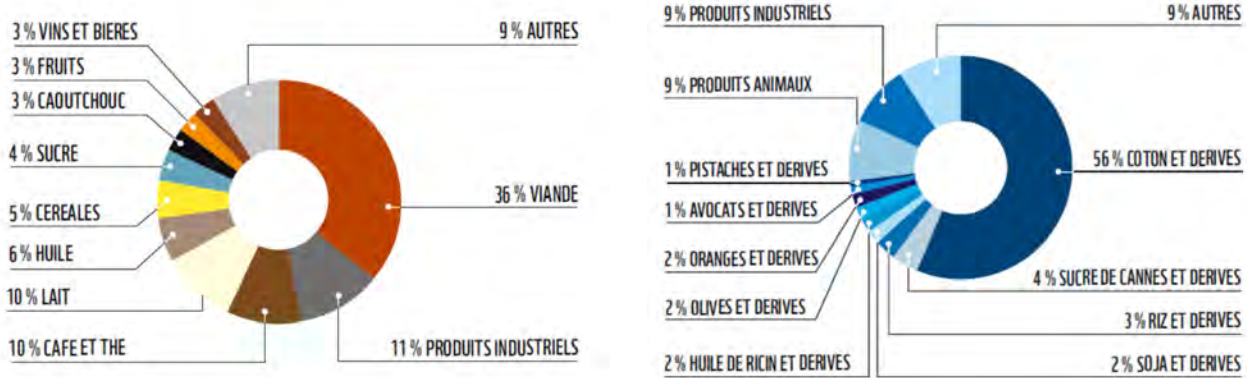 3 % VINS ET BIERES
9 % AUTRES
3 % FRUITS
3 % CAOUTCHOUC
4 % SUCRE
36 % VIANDE
5 % CEREALES
6 % HUILE
10 % LAIT
10 % CAFE ET THE
11 % PRODUITS INDUSTRIELS
9 % PRODUITS INDUSTRIELS
9 % AUTRES
9 % PRODUITS ANIMAUX
1 % PISTACHES ET DERIVES
56 % COTON ET DERIVES
1 % AVOCATS ET DERIVES
2 % ORANGES ET DERIVES
4 % SUCRE DE CANNES ET DERIVES
2 % OLIVES ET DERIVES
3 % RIZ ET DERIVES
2 % HUILE DE RICIN ET DERIVES
2 % SOJA ET DERIVES